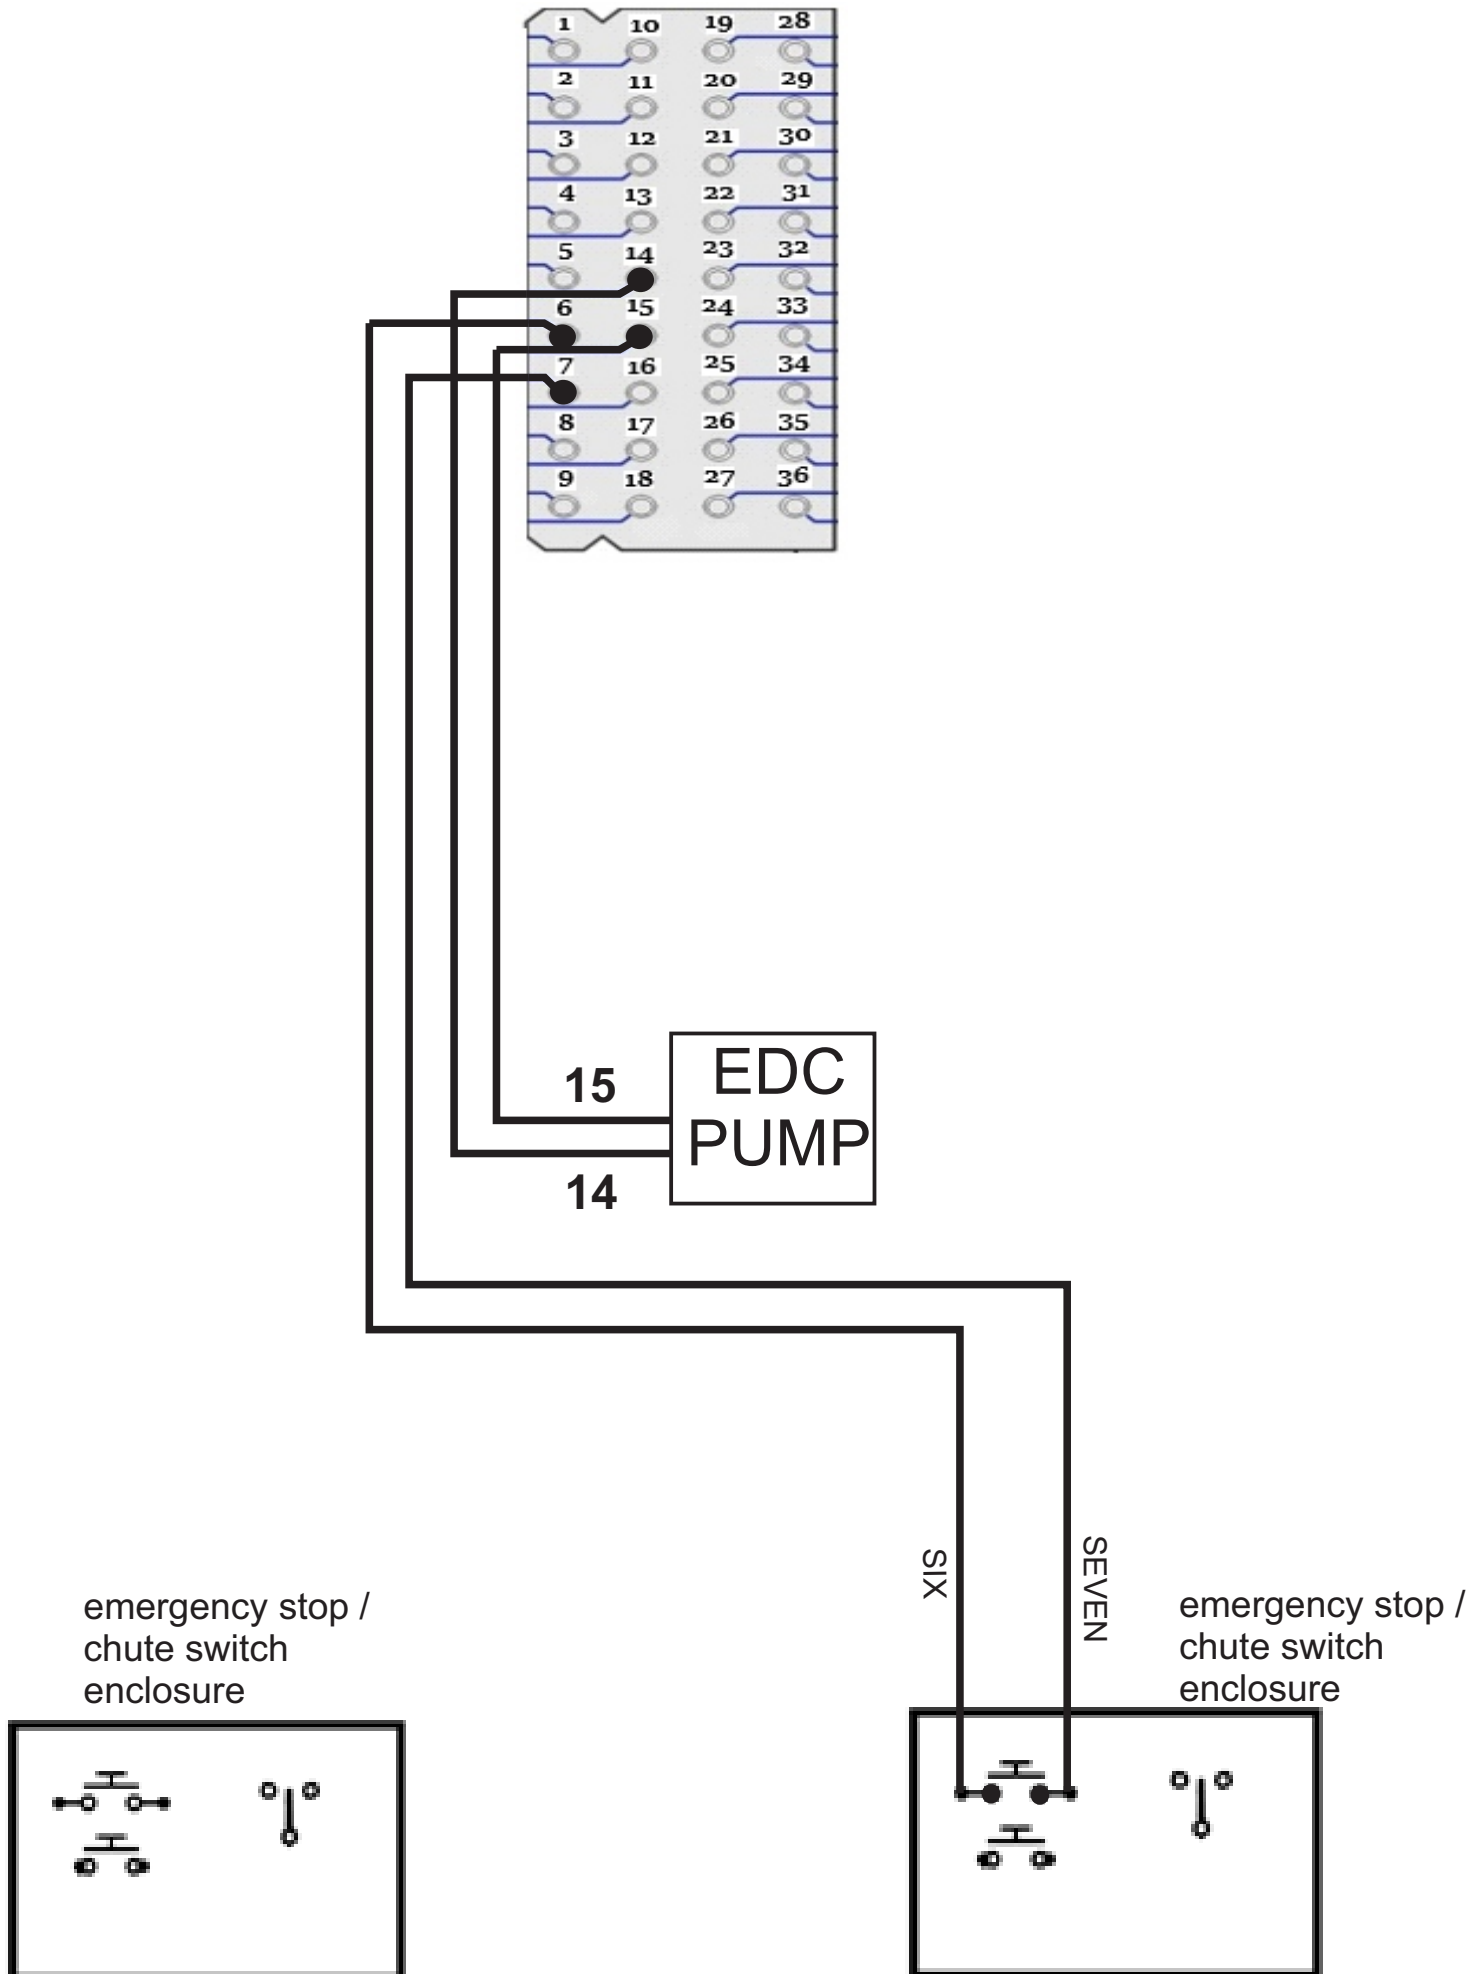 1 10 19 28
2 11 20 29
3 12 21 30
4 13 22 31
5 14 23 32
6 15 24 33
7 16 25 34
8 17 26 35
9 18 27 36
15
EDC
PUMP
14
SIX
SEVEN
emergency stop /
chute switch
enclosure
emergency stop /
chute switch
enclosure